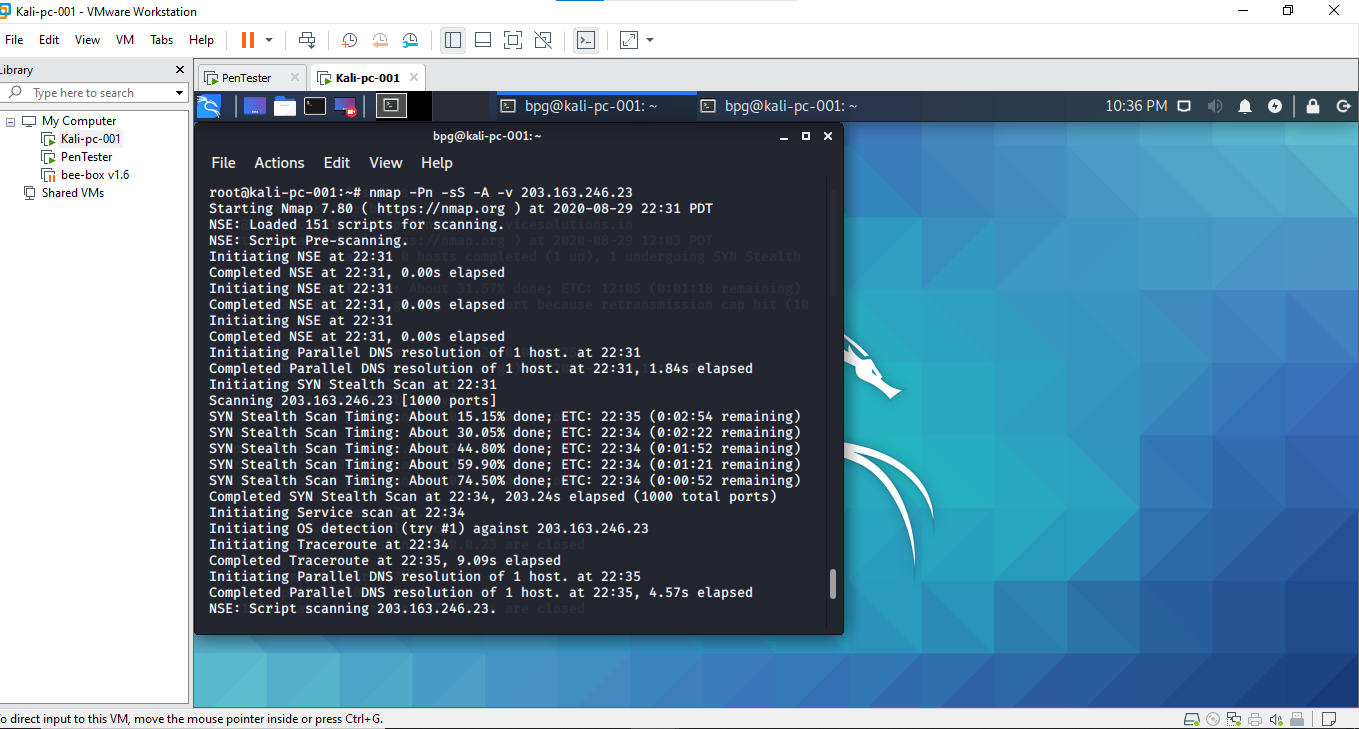 Kali-pc-001 - VMware Workstation
File Edit View VM Tabs Help
Library
Type here to search
My Computer
Kali-pc-001
PenTester
bee-box v1.6
Shared VMs
PenTester
Kali-pc-001
bpg@kali-pc-001: ~
bpg@kali-pc-001: ~
10:36 PM
bpg@kali-pc-001: ~
File Actions Edit View Help
root@kali-pc-001:~# nmap -Pn -sS -A -v 203.163.246.23
Starting Nmap 7.80 ( https://nmap.org ) at 2020-08-29 22:31 PDT
NSE: Loaded 151 scripts for scanning.
NSE: Script Pre-scanning.
Initiating NSE at 22:31
Completed NSE at 22:31, 0.00s elapsed
Initiating NSE at 22:31
Completed NSE at 22:31, 0.00s elapsed
Initiating NSE at 22:31
Completed NSE at 22:31, 0.00s elapsed
Initiating Parallel DNS resolution of 1 host. at 22:31
Completed Parallel DNS resolution of 1 host. at 22:31, 1.84s elapsed
Initiating SYN Stealth Scan at 22:31
Scanning 203.163.246.23 [1000 ports]
SYN Stealth Scan Timing: About 15.15% done; ETC: 22:35 (0:02:54 remaining)
SYN Stealth Scan Timing: About 30.05% done; ETC: 22:34 (0:02:22 remaining)
SYN Stealth Scan Timing: About 44.80% done; ETC: 22:34 (0:01:52 remaining)
SYN Stealth Scan Timing: About 59.90% done; ETC: 22:34 (0:01:21 remaining)
SYN Stealth Scan Timing: About 74.50% done; ETC: 22:34 (0:00:52 remaining)
Completed SYN Stealth Scan at 22:34, 203.24s elapsed (1000 total ports)
Initiating Service scan at 22:34
Initiating OS detection (try #1) against 203.163.246.23
Initiating Traceroute at 22:34
Completed Traceroute at 22:35, 9.09s elapsed
Initiating Parallel DNS resolution of 1 host. at 22:35
Completed Parallel DNS resolution of 1 host. at 22:35, 4.57s elapsed
NSE: Script scanning 203.163.246.23.
To direct input to this VM, move the mouse pointer inside or press Ctrl+G.